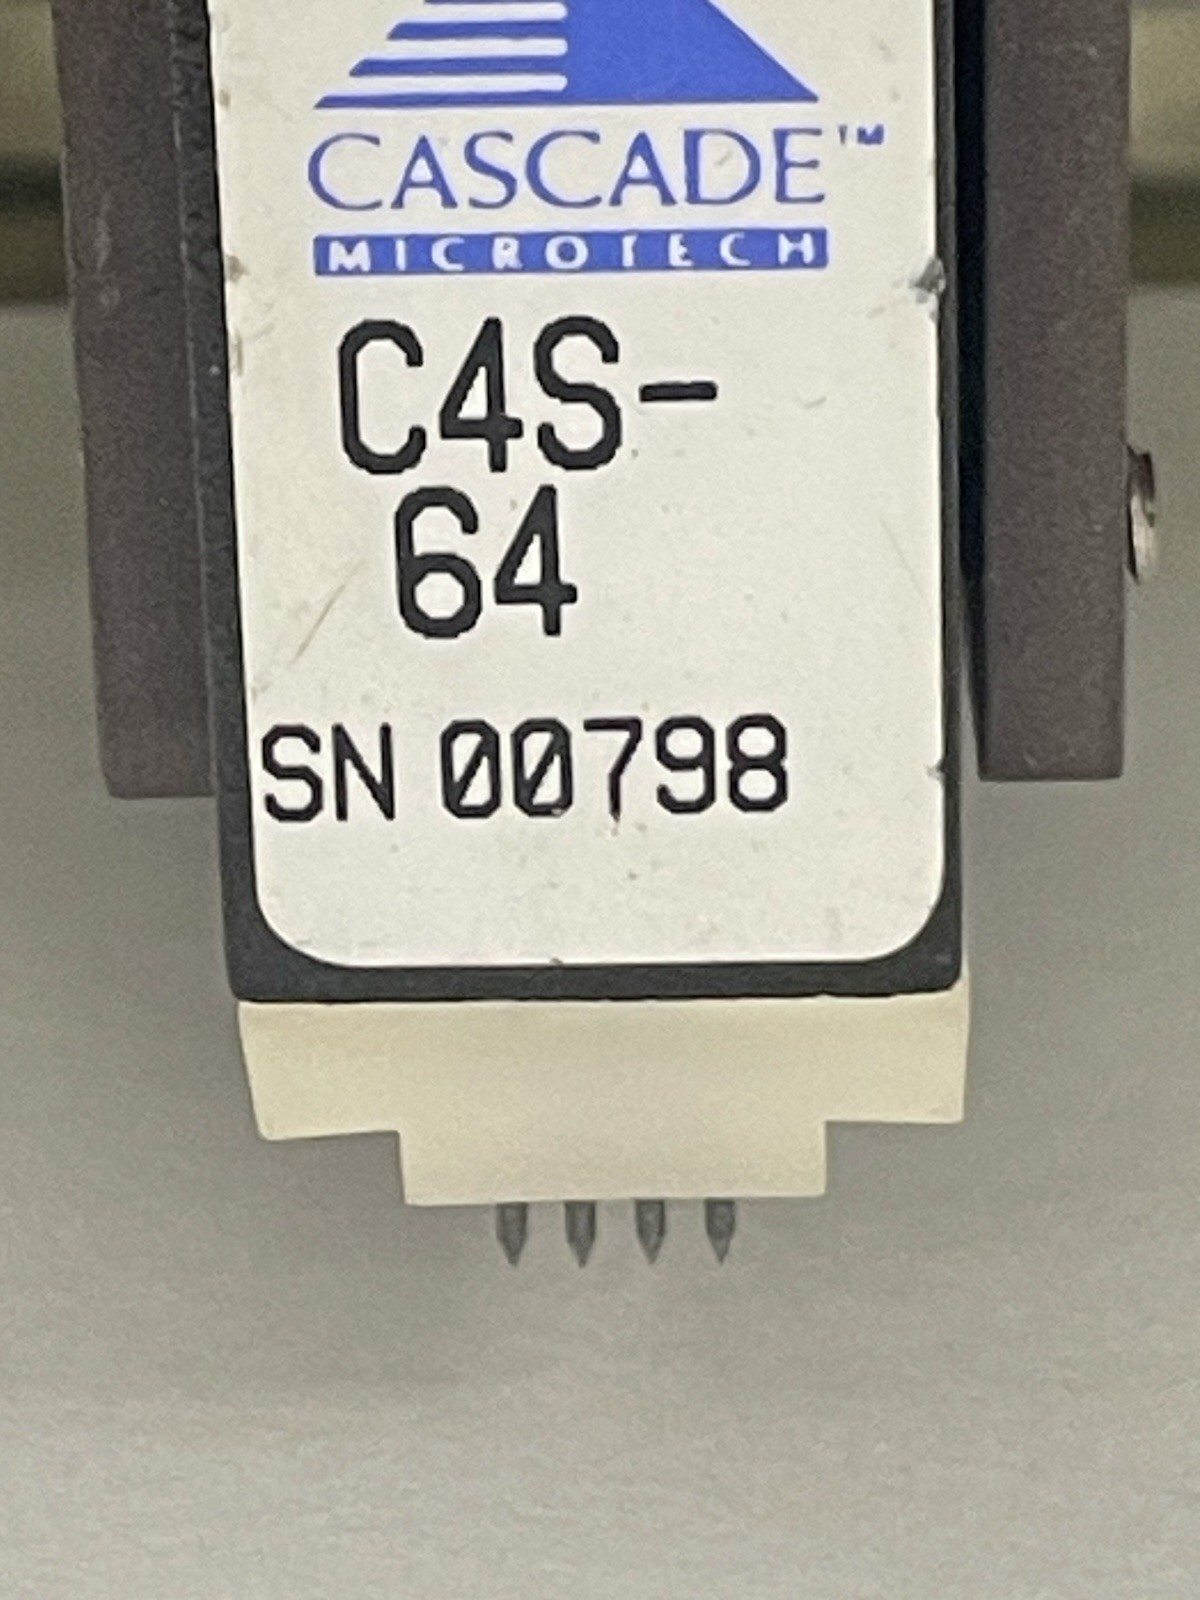 CASCADE™
MICROTECH
C4S-
64
SN 00798